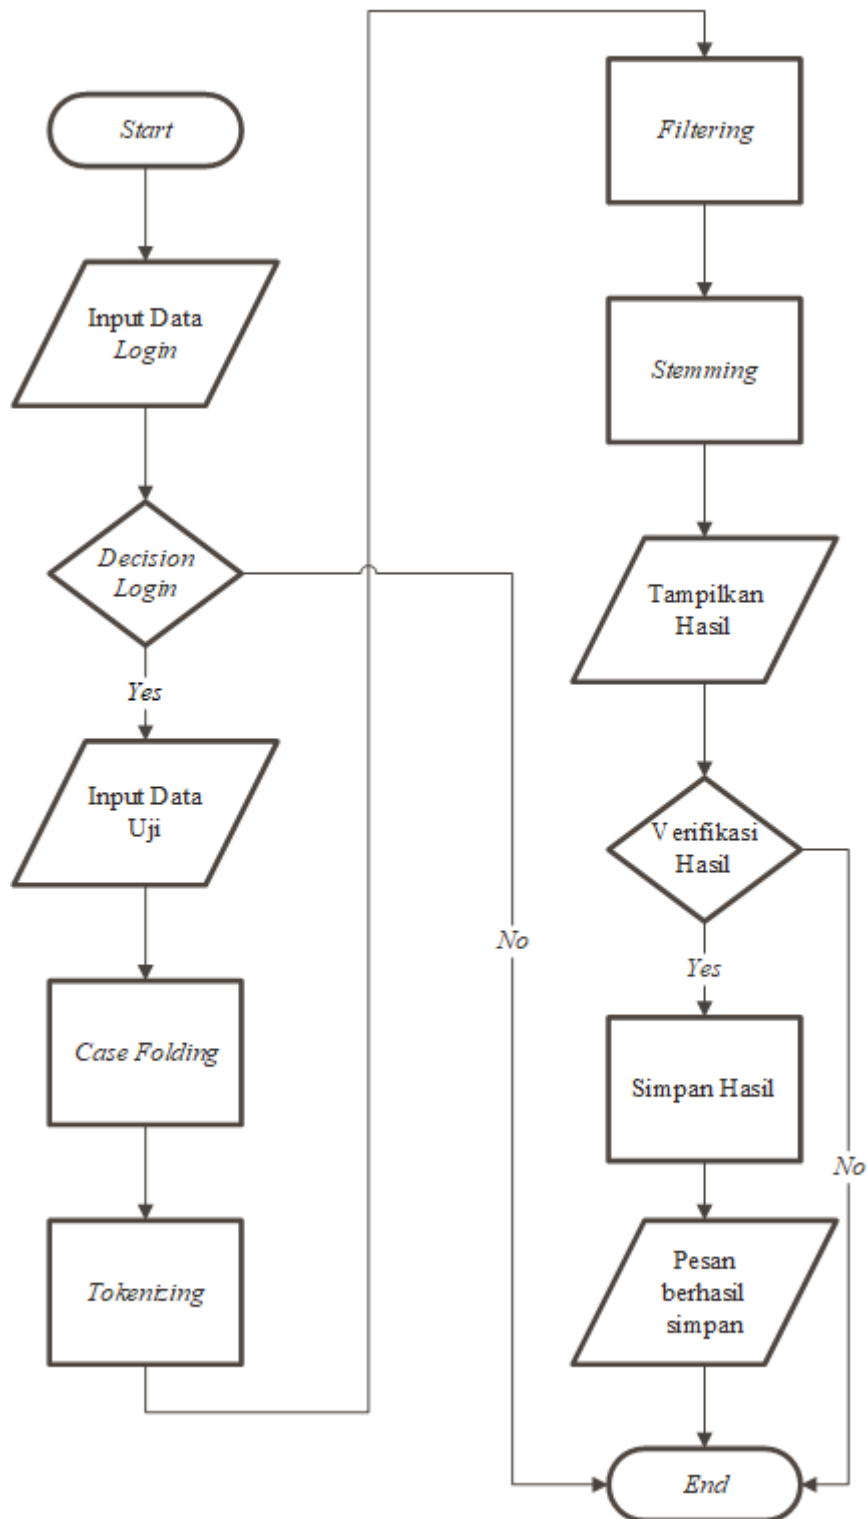 Start
Input Data
Login
Decision
Login
Yes
Input Data
Uji
Case Folding
Tokenizing
No
Filtering
Stemming
Tampilkan
Hasil
Verifikasi
Hasil
Yes
Simpan Hasil
No
Pesan
berhasil
simpan
End